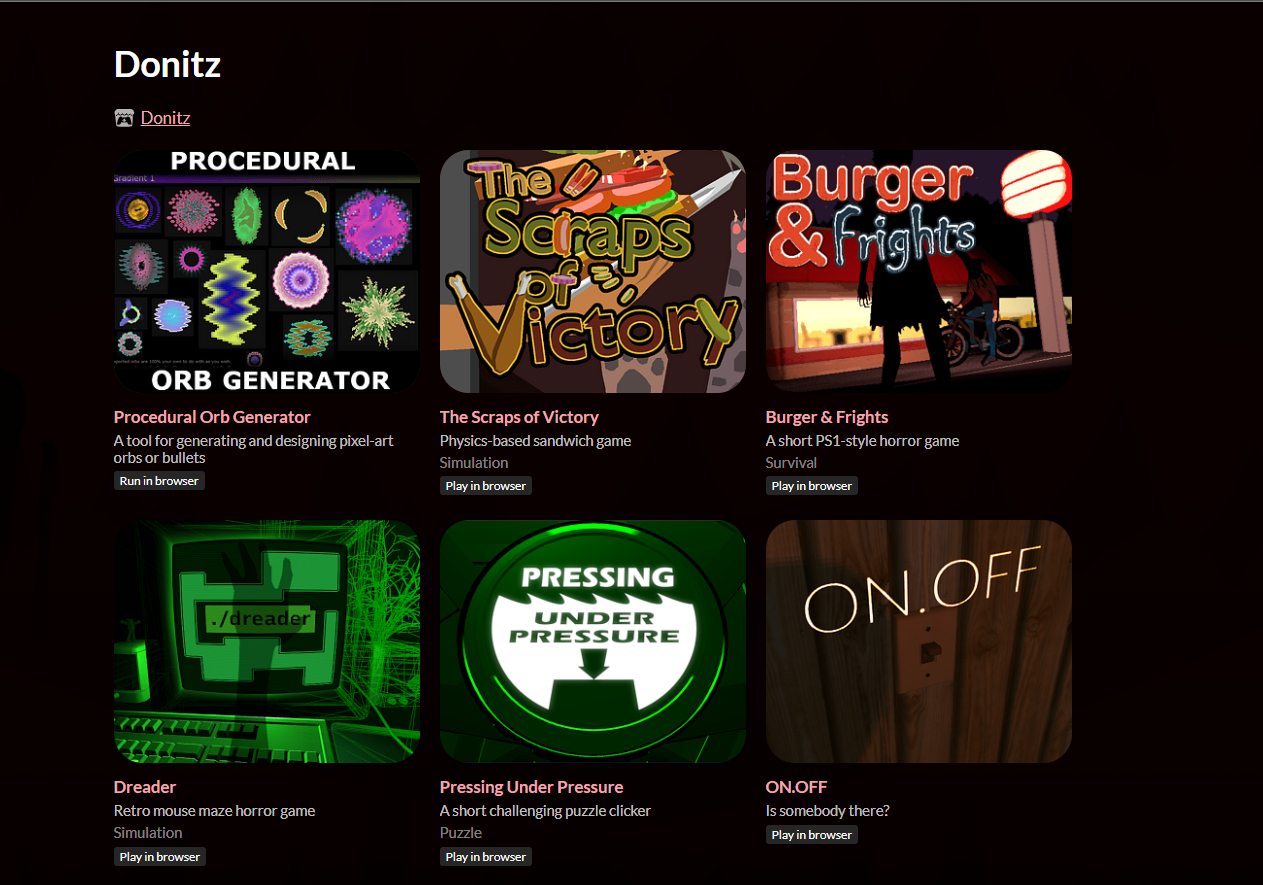 Donitz
Donitz
PROCEDURAL
Gradient 1
ORB GENERATOR
The
Scraps
of
Victory
Burger
& Frights
Procedural Orb Generator
A tool for generating and designing pixel-art
orbs or bullets
Run in browser
The Scraps of Victory
Physics-based sandwich game
Simulation
Play in browser
Burger & Frights
A short PS1-style horror game
Survival
Play in browser
./dreader
PRESSING
UNDER
PRESSURE
ON.OFF
Dreader
Retro mouse maze horror game
Simulation
Play in browser
Pressing Under Pressure
A short challenging puzzle clicker
Puzzle
Play in browser
ON.OFF
Is somebody there?
Play in browser